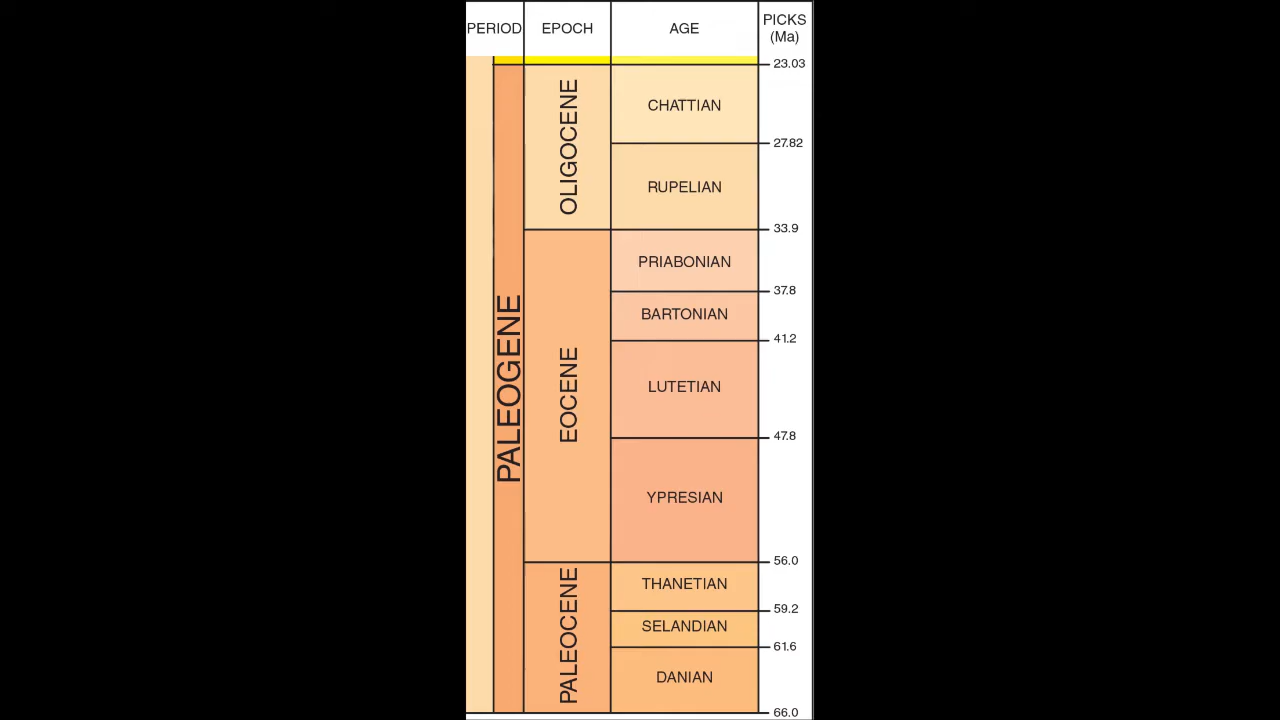 PERIOD EPOCH AGE PICKS
(Ma)
23.03
CHATTIAN
OLIGOCENE
27.82
RUPELIAN
33.9
PRIABONIAN
37.8
BARTONIAN
41.2
PALEOGENE
EOCENE
LUTETIAN
47.8
YPRESIAN
56.0
THANETIAN
59.2
PALEOCENE
SELANDIAN
61.6
DANIAN
66.0